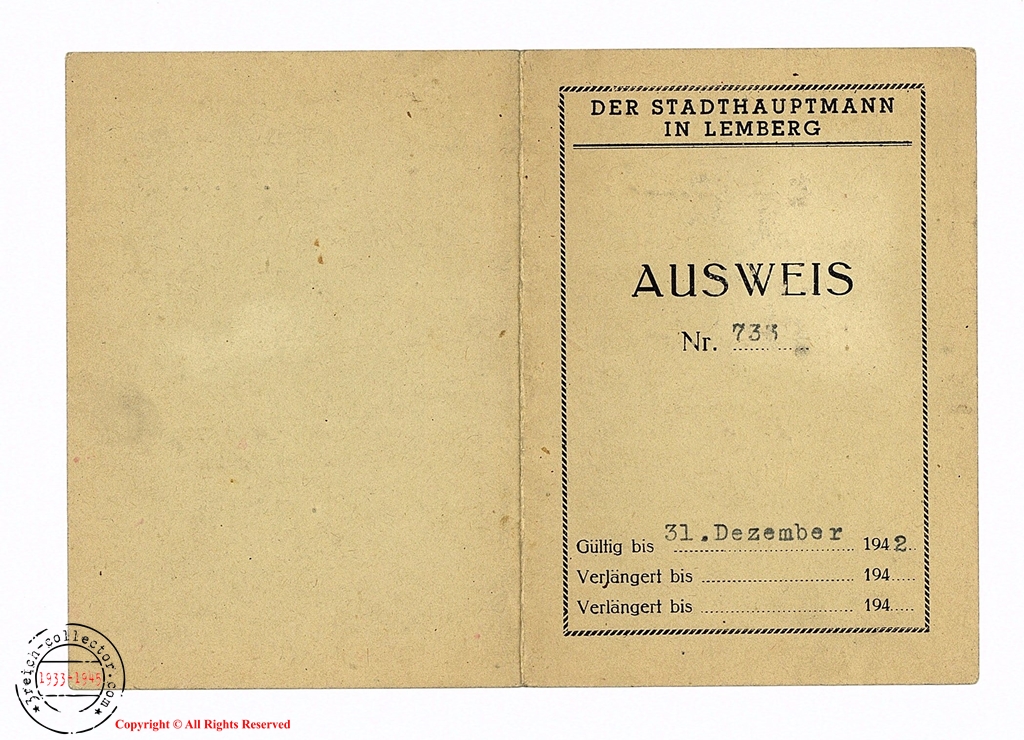 DER STADTHAUPTMANN
IN LEMBERG
AUSWEIS
Nr. 733
Gültig bis 31. Dezember 1942
Verlängert bis ............ 194.....
Verlängert bis ............ 194.....
3reich-collector.com
1933-1945
Copyright © All Rights Reserved